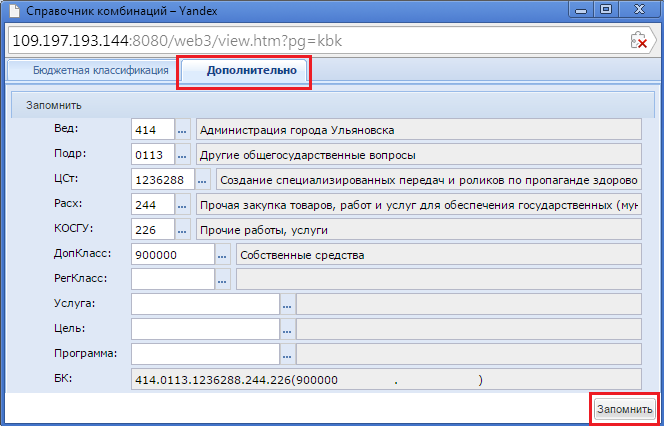 Справочник комбинаций – Yandex
109.197.193.144:8080/web3/view.htm?pg=kbk
Бюджетная классификация Дополнительно
Запомнить
Вед: 414 ... Администрация города Ульяновска
Подр: 0113 ... Другие общегосударственные вопросы
ЦСт: 1236288 ... Создание специализированных передач и роликов по пропаганде здорово
Расх: 244 ... Прочая закупка товаров, работ и услуг для обеспечения государственных (мун
КОСГУ: 226 ... Прочие работы, услуги
ДопКласс: 900000 ... Собственные средства
РегКласс: ...
Услуга: ...
Цель: ...
Программа: ...
БК: 414.0113.1236288.244.226(900000 . )
Запомнить